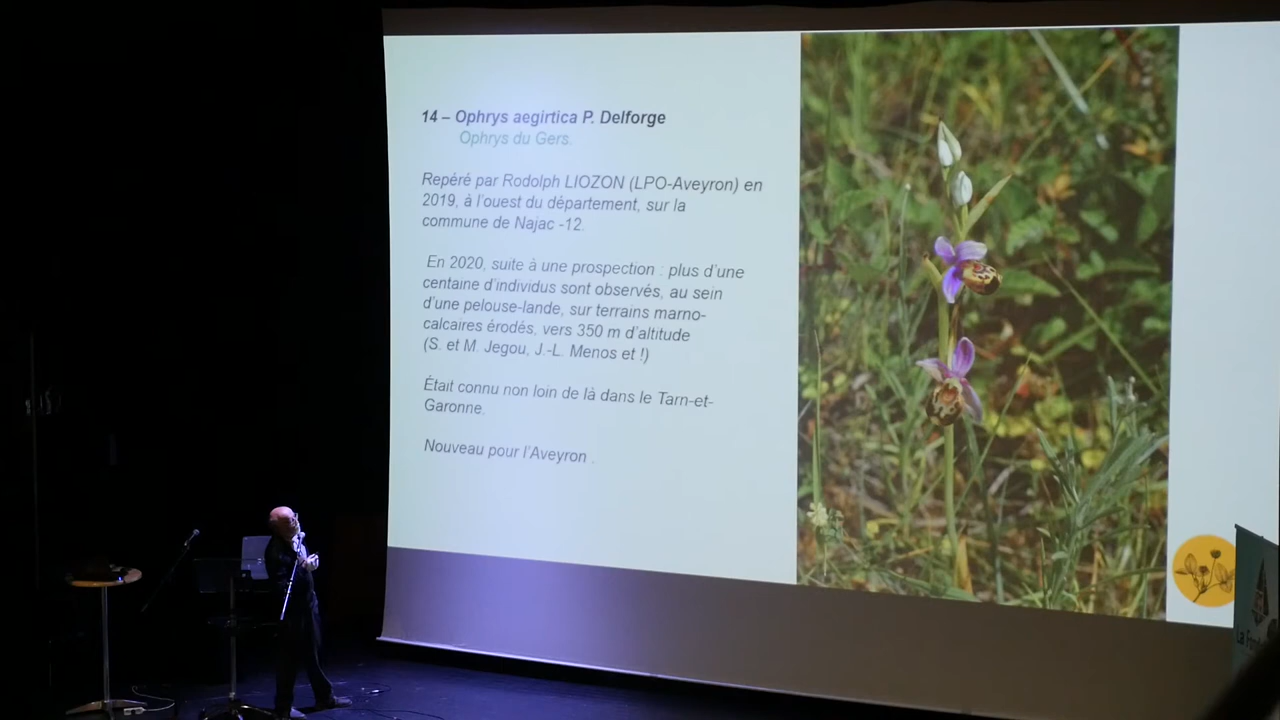 14 – Ophrys aegirtica P. Delforge
Ophrys du Gers.
Repéré par Rodolph LIOZON (LPO-Aveyron) en
2019, à l'ouest du département, sur la
commune de Najac -12.
En 2020, suite à une prospection : plus d'une
centaine d'individus sont observés, au sein
d'une pelouse-lande, sur terrains marno-
calcaires érodés, vers 350 m d'altitude
(S. et M. Jegou, J.-L. Menos et !)
Était connu non loin de là dans le Tarn-et-
Garonne.
Nouveau pour l'Aveyron .
La